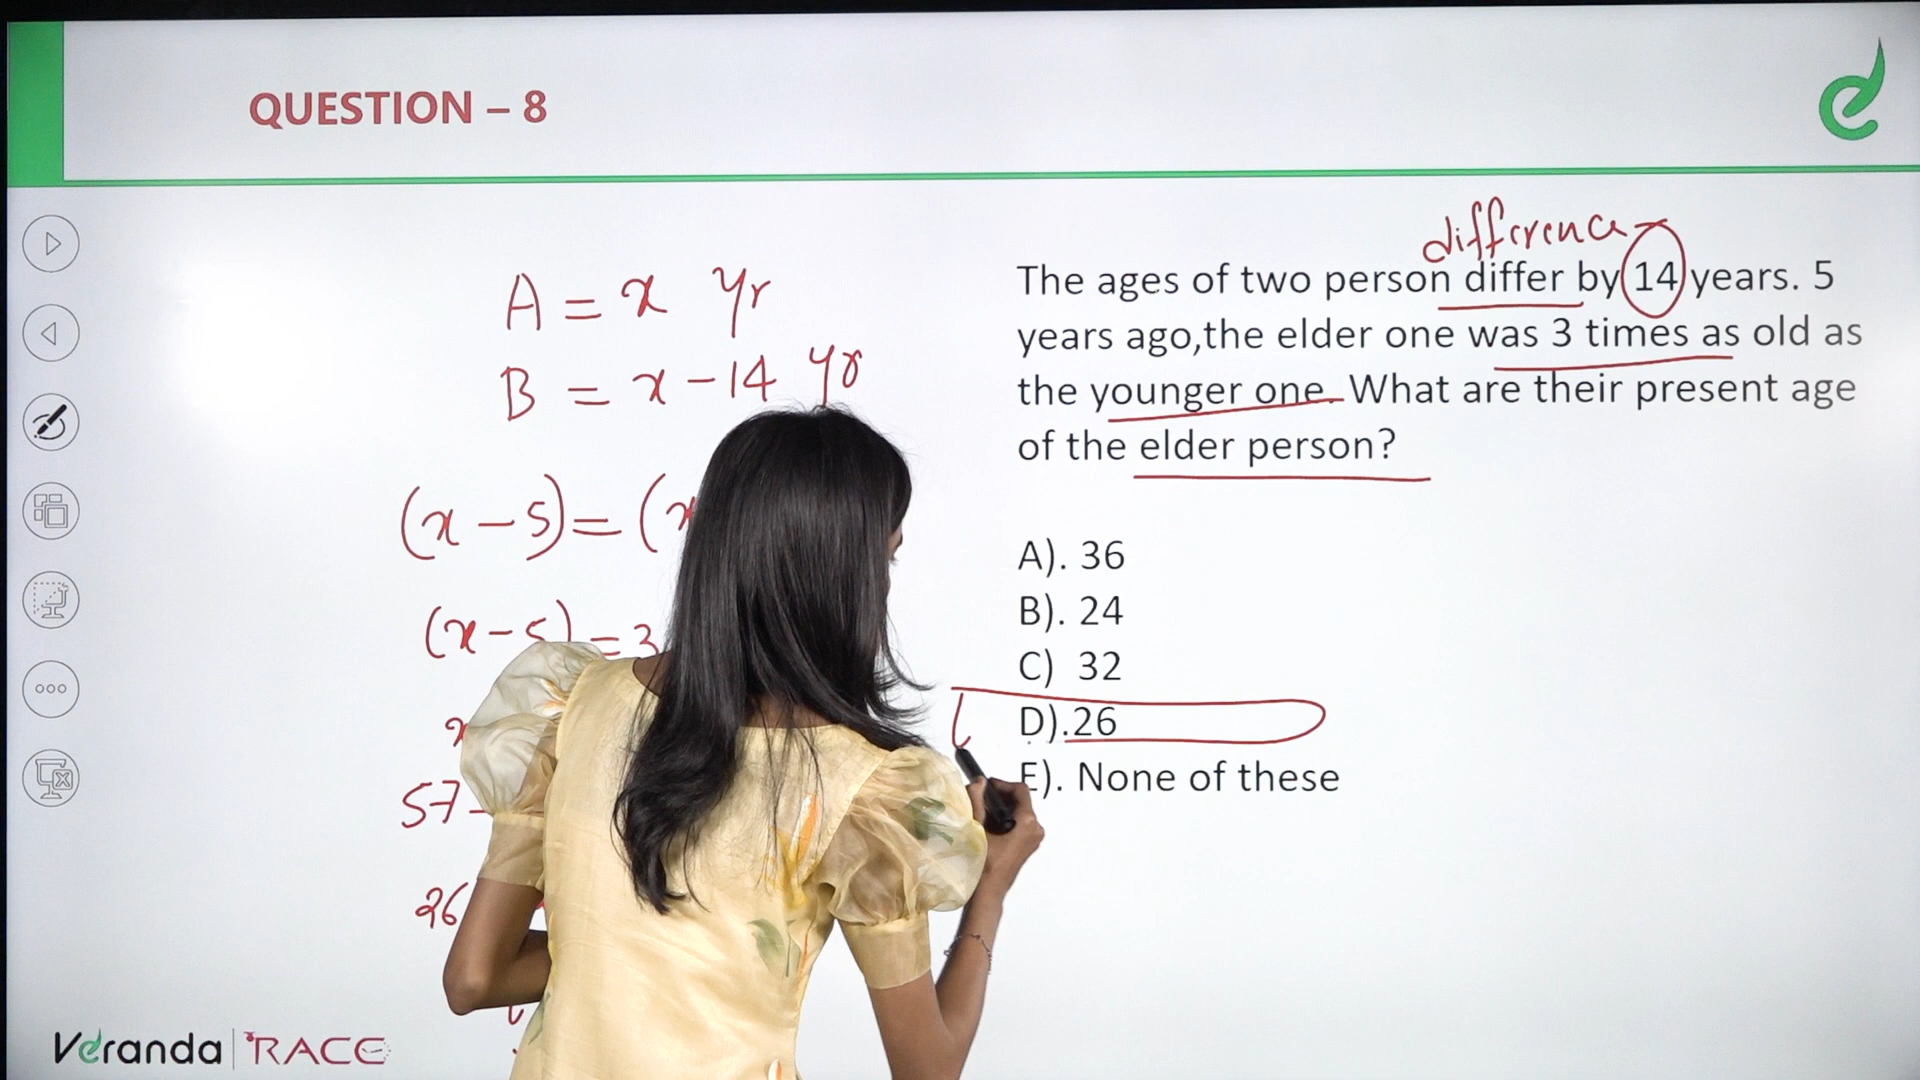 QUESTION – 8
difference
The ages of two person differ by 14 years. 5
years ago,the elder one was 3 times as old as
the younger one. What are their present age
of the elder person?
A). 36
B). 24
C) 32
D).26
E). None of these
A = x yr
B = x - 14 yr
(x - 5) = (x
(x - 5) = 3
x
57-
26
Veranda RACE